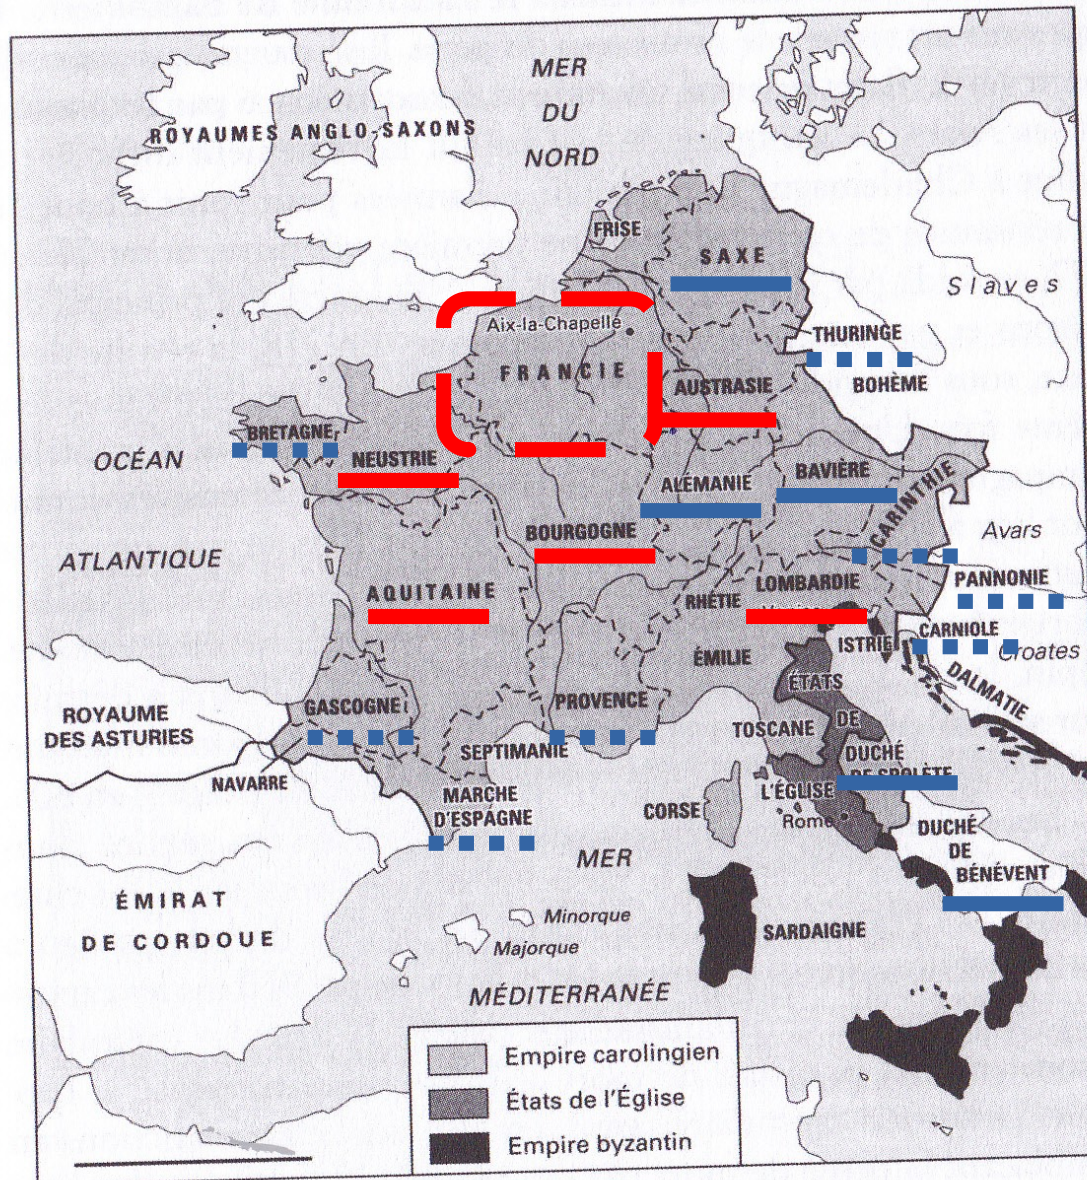 MER
DU
NORD
ROYAUMES ANGLO-SAXONS
FRISE
SAXE
Slaves
Aix-la-Chapelle
THURINGE
FRANCIE
AUSTRASIE
BOHÈME
BRETAGNE
OCÉAN
NEUSTRIE
ALÉMANIE
BAVIÈRE
CARINTHIE
BOURGOGNE
Avars
ATLANTIQUE
AQUITAINE
RHÉTIE
LOMBARDIE
PANNONIE
ISTRIE
CARNIOLE
Croates
ÉMILIE
ÉTATS
DALMATIE
GASCOGNE
PROVENCE
ROYAUME
DES ASTURIES
SEPTIMANIE
TOSCANE
DE
DUCHÉ
DE SPOLÈTE
NAVARRE
L'ÉGLISE
MARCHE
D'ESPAGNE
CORSE
Rome
DUCHÉ
DE
BÉNÉVENT
MER
ÉMIRAT
DE CORDOUE
Minorque
Majorque
SARDAIGNE
MÉDITERRANÉE
Empire carolingien
États de l'Église
Empire byzantin